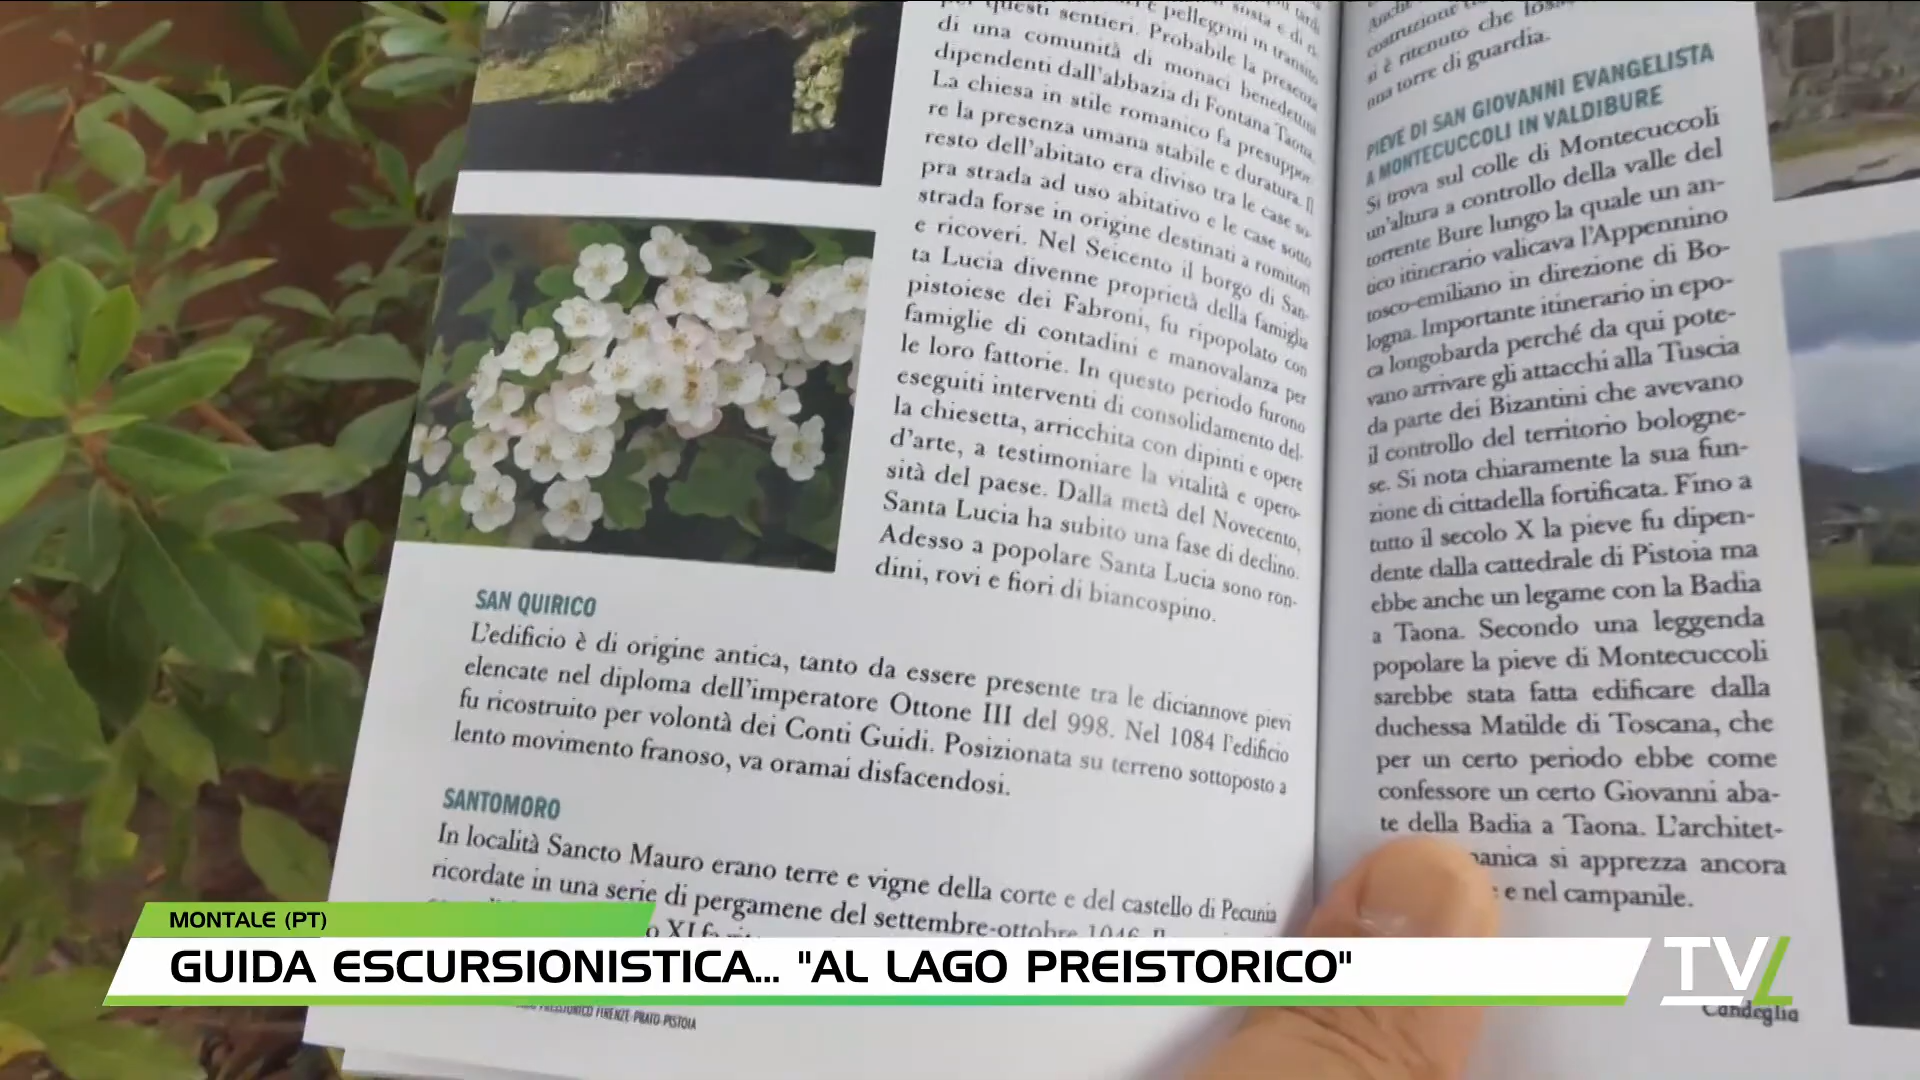 sosta e di ri-
per questi sentieri. Probabile la presenza
di una comunità di monaci benedettini
dipendenti dall'abbazia di Fontana Taona.
La chiesa in stile romanico fa presuppor-
re la presenza umana stabile e duratura. Il
resto dell'abitato era diviso tra le case so-
pra strada ad uso abitativo e le case sotto
strada forse in origine destinati a romitori
e ricoveri. Nel Seicento il borgo di San-
ta Lucia divenne proprietà della famiglia
pistoiese dei Fabroni, fu ripopolato con
famiglie di contadini e manovalanza per
le loro fattorie. In questo periodo furono
eseguiti interventi di consolidamento del-
la chiesetta, arricchita con dipinti e opere
d'arte, a testimoniare la vitalità e opero-
sità del paese. Dalla metà del Novecento,
Santa Lucia ha subito una fase di declino.
Adesso a popolare Santa Lucia sono ron-
dini, rovi e fiori di biancospino.
SAN QUIRICO
L'edificio è di origine antica, tanto da essere presente tra le diciannove pievi
elencate nel diploma dell'imperatore Ottone III del 998. Nel 1084 l'edificio
fu ricostruito per volontà dei Conti Guidi. Posizionata su terreno sottoposto a
lento movimento franoso, va oramai disfacendosi.
SANTOMORO
In località Sancto Mauro erano terre e vigne della corte e del castello di Pecunia
ricordate in una serie di pergamene del settembre-ottobre 1046. Il
PREISTORICO FIRENZE-PRATO-PISTOIA
costruzione
si è ritenuto che foss
una torre di guardia.
PIEVE DI SAN GIOVANNI EVANGELISTA
A MONTECUCCOLI IN VALDIBURE
Si trova sul colle di Montecuccoli
un'altura a controllo della valle del
torrente Bure lungo la quale un an-
tico itinerario valicava l'Appennino
tosco-emiliano in direzione di Bo-
logna. Importante itinerario in epo-
ca longobarda perché da qui pote-
vano arrivare gli attacchi alla Tuscia
da parte dei Bizantini che avevano
il controllo del territorio bologne-
se. Si nota chiaramente la sua fun-
zione di cittadella fortificata. Fino a
tutto il secolo X la pieve fu dipen-
dente dalla cattedrale di Pistoia ma
ebbe anche un legame con la Badia
a Taona. Secondo una leggenda
popolare la pieve di Montecuccoli
sarebbe stata fatta edificare dalla
duchessa Matilde di Toscana, che
per un certo periodo ebbe come
confessore un certo Giovanni aba-
te della Badia a Taona. L'architet-
anica si apprezza ancora
e nel campanile.
Candeglia
MONTALE (PT)
GUIDA ESCURSIONISTICA... "AL LAGO PREISTORICO"
TVL